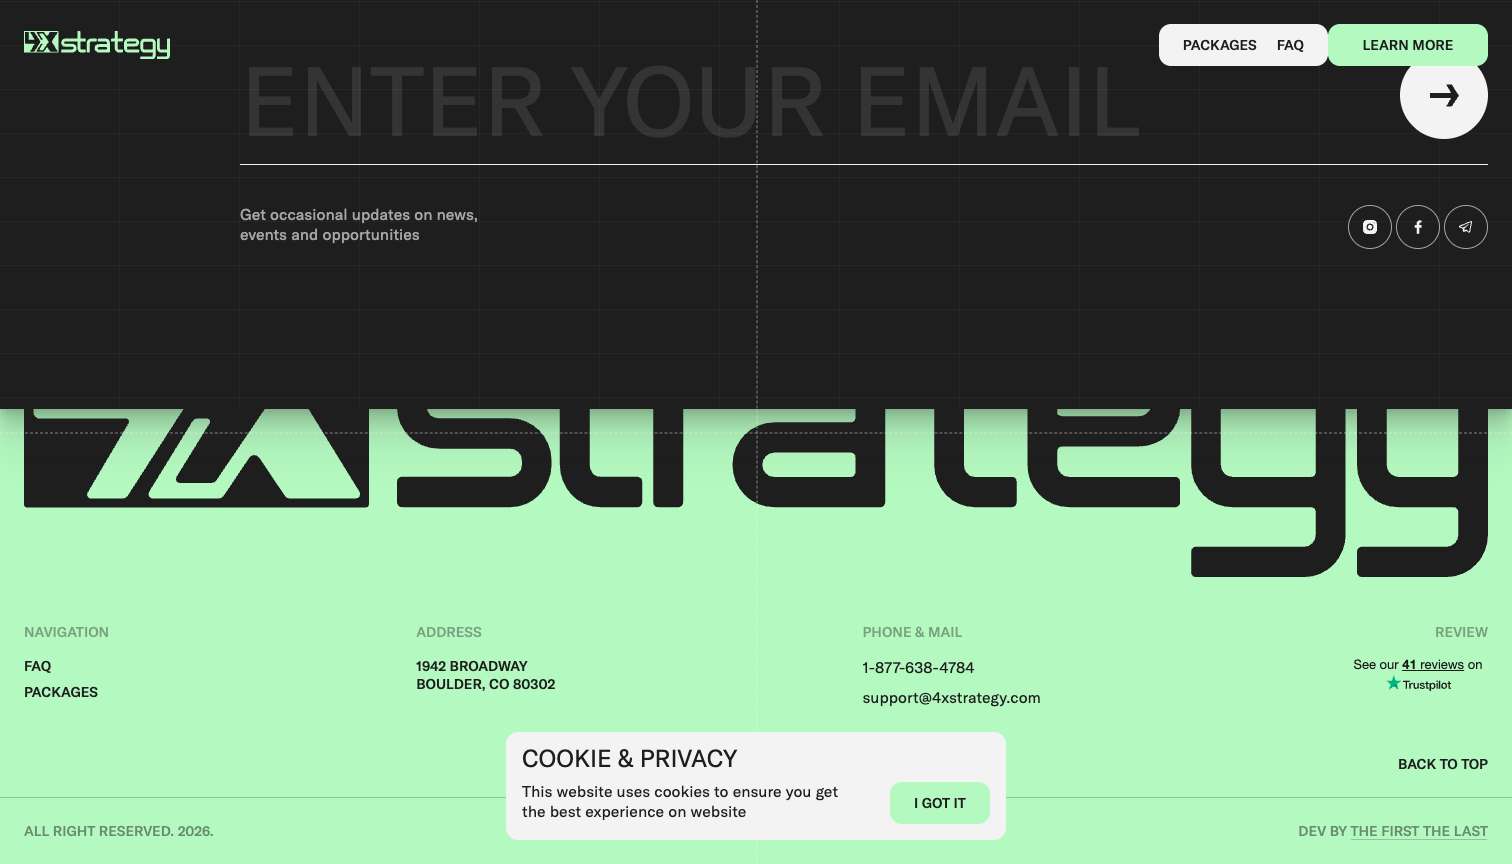 4Xstrategy
PACKAGES
FAQ
LEARN MORE
ENTER YOUR EMAIL
Get occasional updates on news,
events and opportunities
4Xstrategy
NAVIGATION
FAQ
PACKAGES
ADDRESS
1942 BROADWAY
BOULDER, CO 80302
PHONE & MAIL
1-877-638-4784
support@4xstrategy.com
REVIEW
See our 41 reviews on
Trustpilot
COOKIE & PRIVACY
This website uses cookies to ensure you get
the best experience on website
I GOT IT
BACK TO TOP
ALL RIGHT RESERVED. 2026.
DEV BY THE FIRST THE LAST